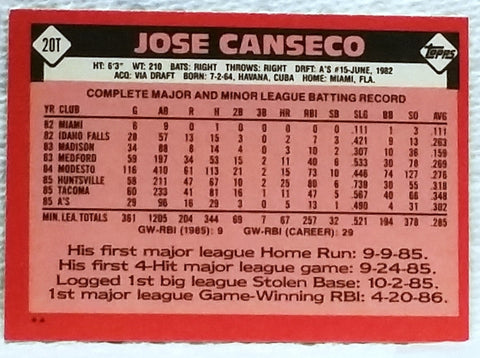 20T
JOSE CANSECO
Topps
HT: 6'3" WT: 210 BATS: RIGHT THROWS: RIGHT DRFT: A'S #15-JUNE, 1982
ACQ: VIA DRAFT BORN: 7-2-64, HAVANA, CUBA HOME: MIAMI, FLA.
COMPLETE MAJOR AND MINOR LEAGUE BATTING RECORD
YR CLUB G AB R H 2B 3B HR RBI SB SLG BB SO AVG
82 MIAMI 6 9 0 1 0 0 0 0 0 .111 1 3 .111
82 IDAHO FALLS 28 57 13 15 3 0 2 7 3 .421 9 13 .263
83 MADISON 34 88 8 14 4 0 3 10 2 .307 10 36 .159
83 MEDFORD 59 197 34 53 15 2 11 40 6 .533 30 78 .269
84 MODESTO 116 410 61 113 21 2 15 73 10 .446 74 127 .276
85 HUNTSVILLE 58 211 47 67 10 2 25 80 6 .739 30 55 .318
85 TACOMA 60 233 41 81 16 1 11 47 5 .567 40 66 .348
85 A'S 29 96 16 29 3 0 5 13 1 .490 4 31 .302
MIN. LEA. TOTALS 361 1205 204 344 69 7 67 257 32 .521 194 378 .285
GW-RBI (1985): 9 GW-RBI (CAREER): 29
His first major league Home Run: 9-9-85.
His first 4-Hit major league game: 9-24-85.
Logged 1st big league Stolen Base: 10-2-85.
1st major league Game-Winning RBI: 4-20-86.
**